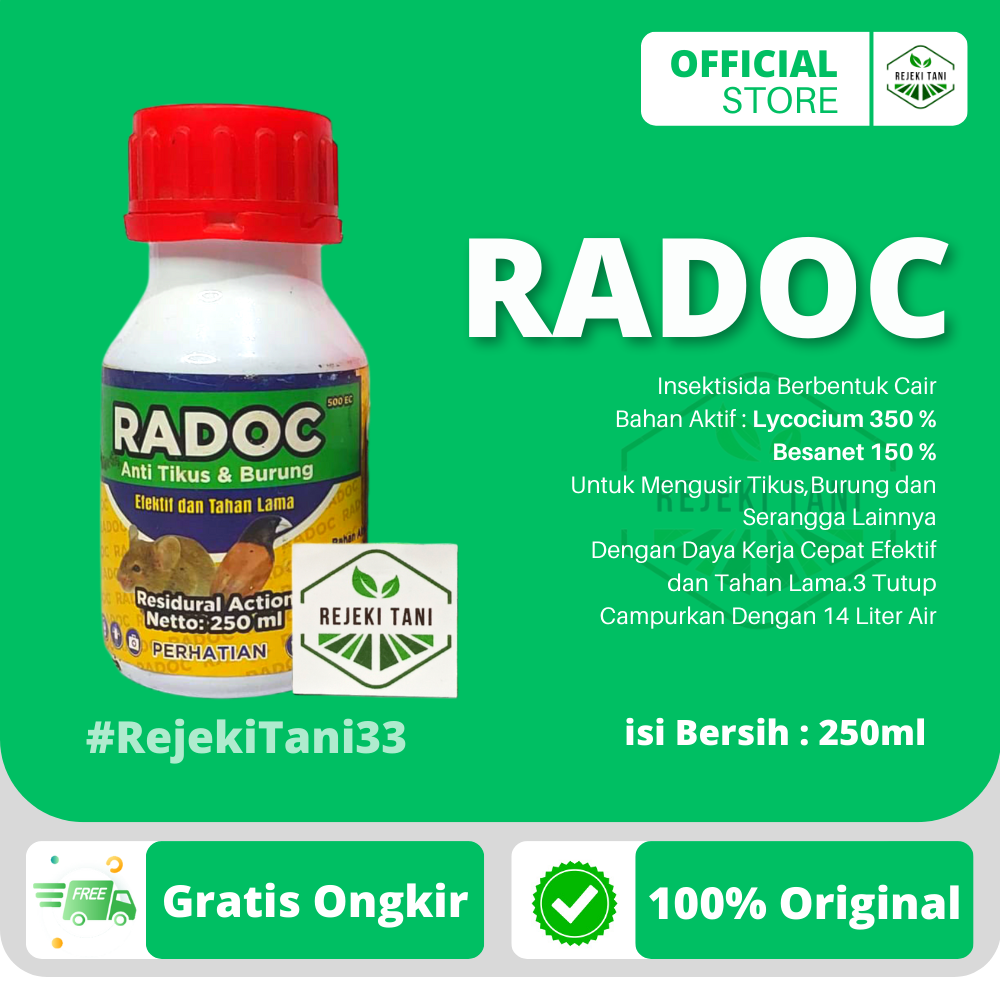 OFFICIAL
STORE
REJEKI TANI
RADOC
Insektisida Berbentuk Cair
Bahan Aktif : Lycocium 350 %
Besanet 150 %
Untuk Mengusir Tikus,Burung dan
Serangga Lainnya
Dengan Daya Kerja Cepat Efektif
dan Tahan Lama.3 Tutup
Campurkan Dengan 14 Liter Air
REJEKI TANI
isi Bersih : 250ml
500 EC
RADOC
Anti Tikus & Burung
Efektif dan Tahan Lama
Residural Action
Netto: 250 ml
PERHATIAN
REJEKI TANI
#RejekiTani33
FREE
Gratis Ongkir
100% Original